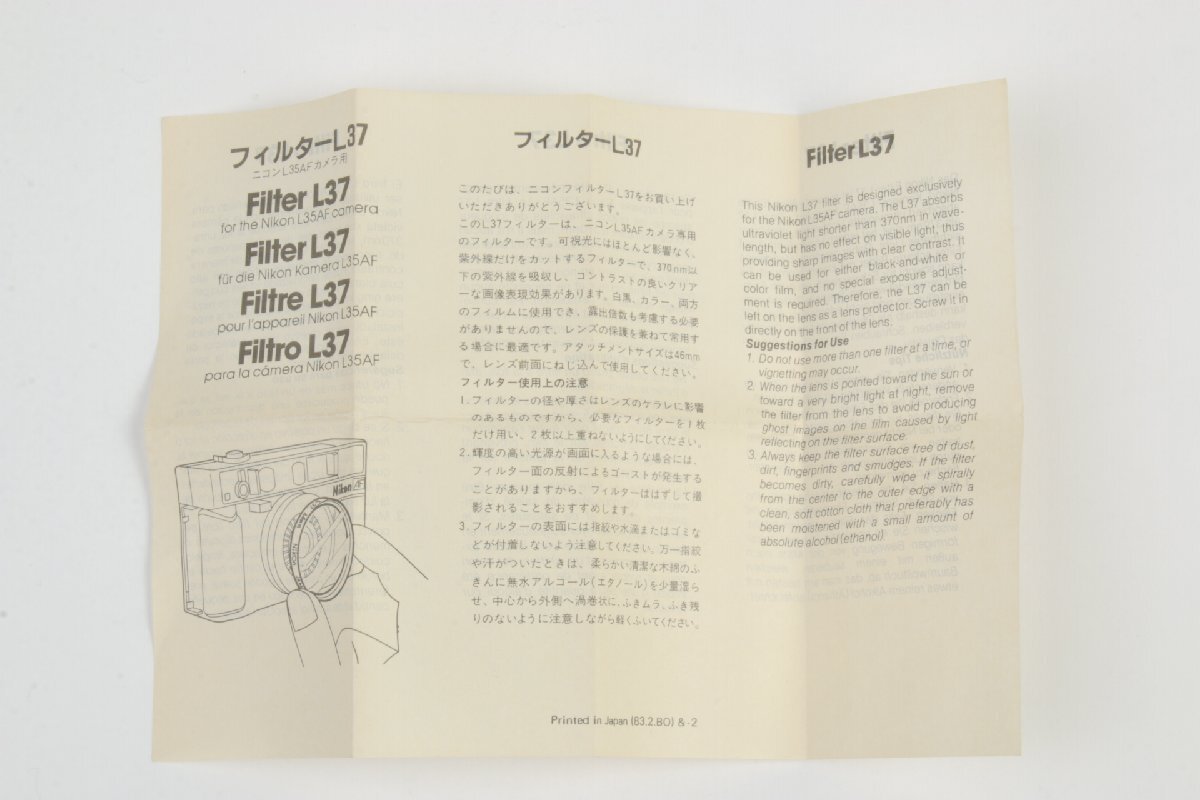 フィルターL37
ニコンL35AFカメラ用
Filter L37
for the Nikon L35AF camera
Filter L37
für die Nikon Kamera L35AF
Filtre L37
pour l'appareil Nikon L35AF
Filtro L37
para la cámara Nikon L35AF
Nikon
フィルターL37
このたびは、ニコンフィルターL37をお買い上げ
いただきありがとうございます。
このL37フィルターは、ニコンL35AFカメラ専用
のフィルターです。可視光にはほとんど影響なく、
紫外線だけをカットするフィルターで、370nm以
下の紫外線を吸収し、コントラストの良いクリア
ーな画像表現効果があります。白黒、カラー、両方
のフィルムに使用でき、露出倍数も考慮する必要
がありませんので、レンズの保護を兼ねて常用す
る場合に最適です。アタッチメントサイズは46mm
で、レンズ前面にねじ込んで使用してください。
フィルター使用上の注意
1. フィルターの径や厚さはレンズのケラレに影響
のあるものですから、必要なフィルターを1枚
だけ用い、2枚以上重ねないようにしてください。
2. 輝度の高い光源が画面に入るような場合には、
フィルター面の反射によるゴーストが発生する
ことがありますから、フィルターははずして撮
影されることをおすすめします。
3. フィルターの表面には指紋や水滴またはゴミな
どが付着しないよう注意してください。万一指紋
や汗がついたときは、柔らかい清潔な木綿のふ
きんに無水アルコール(エタノール)を少量湿ら
せ、中心から外側へ渦巻状に、ふきムラ、ふき残
りのないように注意しながら軽くふいてください。
Printed in Japan (83.2.80) &-2
Filter L37
This Nikon L37 filter is designed exclusively
for the Nikon L35AF camera. The L37 absorbs
ultraviolet light shorter than 370nm in wave-
length, but has no effect on visible light, thus
providing sharp images with clear contrast. It
can be used for either black-and-white or
color film, and no special exposure adjust-
ment is required. Therefore, the L37 can be
left on the lens as a lens protector. Screw it in
directly on the front of the lens.
Suggestions for Use
1. Do not use more than one filter at a time, or
vignetting may occur.
2. When the lens is pointed toward the sun or
toward a very bright light at night, remove
the filter from the lens to avoid producing
ghost images on the film caused by light
reflecting on the filter surface.
3. Always keep the filter surface free of dust,
dirt, fingerprints and smudges. If the filter
becomes dirty, carefully wipe it spirally
from the center to the outer edge with a
clean, soft cotton cloth that preferably has
been moistened with a small amount of
absolute alcohol (ethanol).